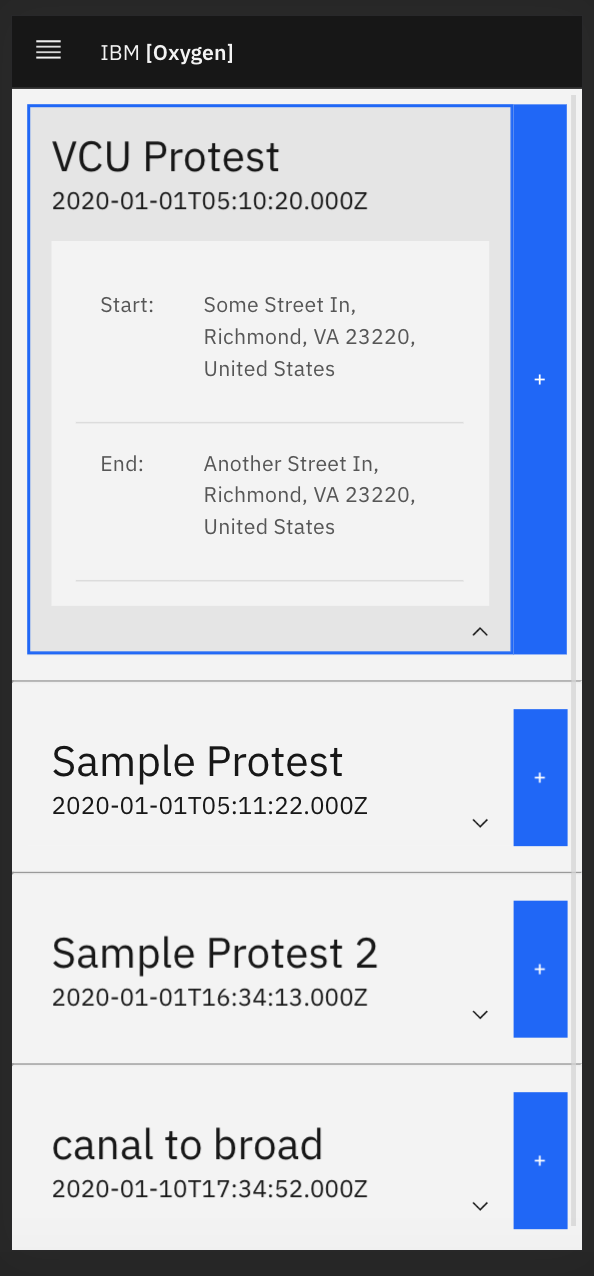 IBM [Oxygen]
VCU Protest
2020-01-01T05:10:20.000Z
Start:
Some Street In,
Richmond, VA 23220,
United States
End:
Another Street In,
Richmond, VA 23220,
United States
+
Sample Protest
2020-01-01T05:11:22.000Z
+
Sample Protest 2
2020-01-01T16:34:13.000Z
+
canal to broad
2020-01-10T17:34:52.000Z
+